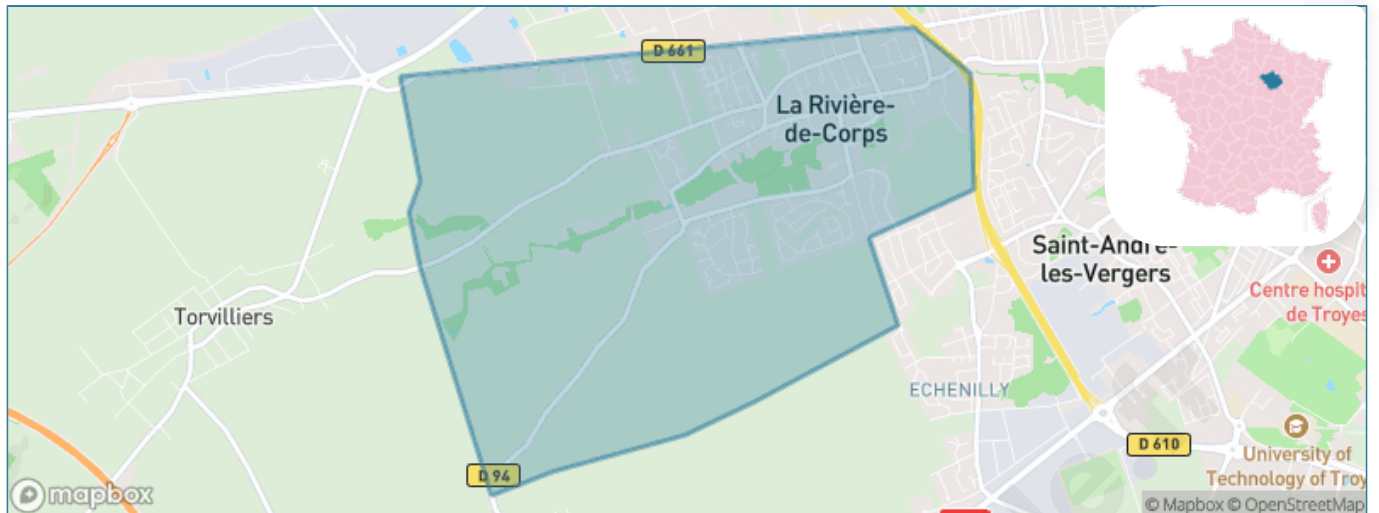 D 661
La Rivière-
de-Corps
Saint-André-
les-Vergers
Centre hospit
de Troyes
Torvilliers
ECHENILLY
D 610
D 94
University of
Technology of Troy
mapbox
© Mapbox © OpenStreetMap